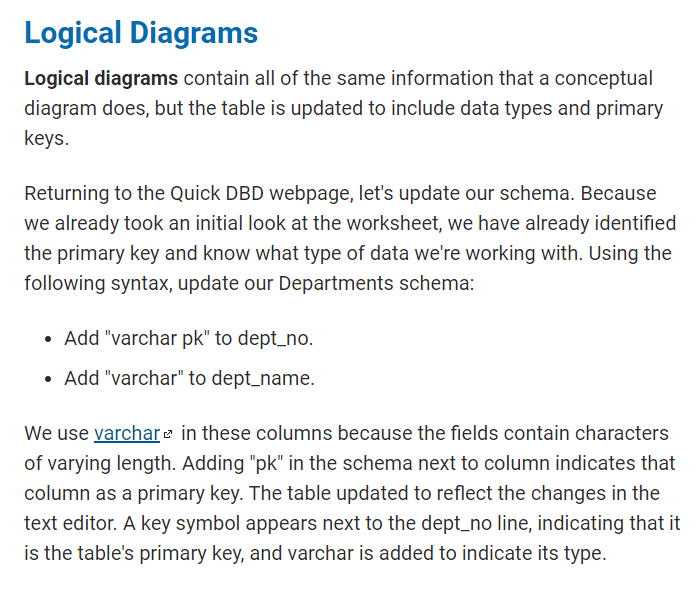 Logical Diagrams
Logical diagrams contain all of the same information that a conceptual
diagram does, but the table is updated to include data types and primary
keys.
Returning to the Quick DBD webpage, let's update our schema. Because
we already took an initial look at the worksheet, we have already identified
the primary key and know what type of data we're working with. Using the
following syntax, update our Departments schema:
• Add "varchar pk" to dept_no.
• Add "varchar" to dept_name.
We use varchar in these columns because the fields contain characters
of varying length. Adding "pk" in the schema next to column indicates that
column as a primary key. The table updated to reflect the changes in the
text editor. A key symbol appears next to the dept_no line, indicating that it
is the table's primary key, and varchar is added to indicate its type.